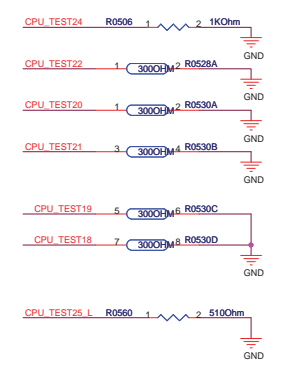 CPU_TEST24 R0506 1 2 1KOhm
GND
CPU_TEST22 1 300OHM 2 R0528A
GND
CPU_TEST20 1 300OHM 2 R0530A
GND
CPU_TEST21 3 300OHM 4 R0530B
GND
CPU_TEST19 5 300OHM 6 R0530C
CPU_TEST18 7 300OHM 8 R0530D
GND
CPU_TEST25_L R0560 1 2 510Ohm
GND